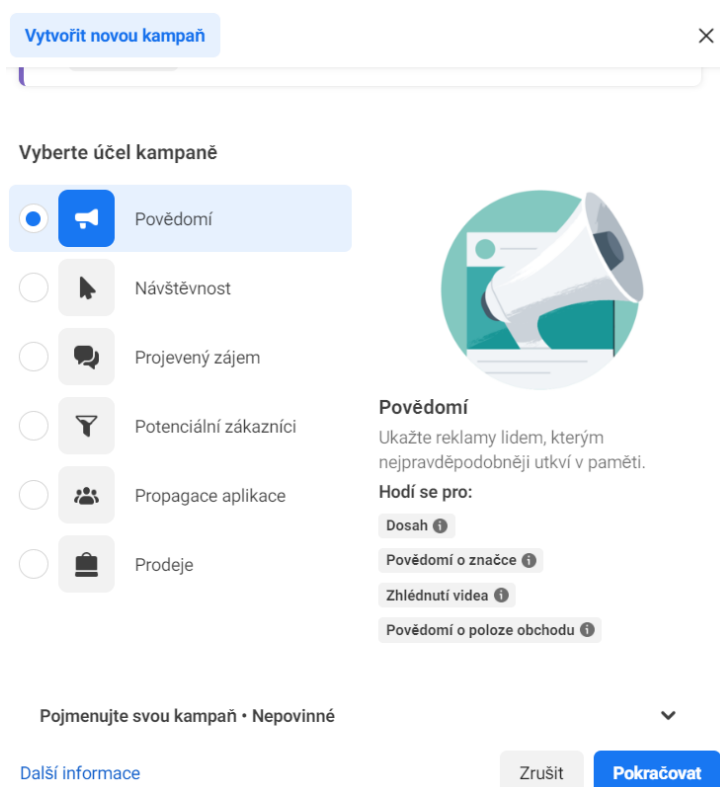 Vytvořit novou kampaň
Vyberte účel kampaně
Povědomí
Návštěvnost
Projevený zájem
Potenciální zákazníci
Propagace aplikace
Prodeje
Povědomí
Ukažte reklamy lidem, kterým
nejpravděpodobněji utkví v paměti.
Hodí se pro:
Dosah
Povědomí o značce
Zhlédnutí videa
Povědomí o poloze obchodu
Pojmenujte svou kampaň • Nepovinné
Další informace
Zrušit
Pokračovat